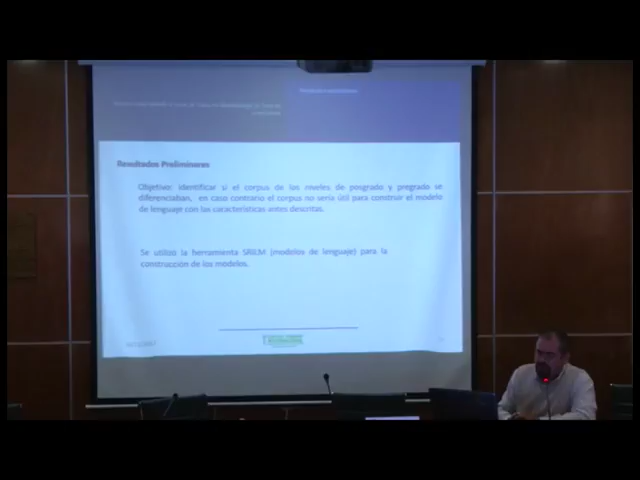 Resultados Preliminares
Objetivo: identificar si el corpus de los niveles de posgrado y pregrado se
diferenciaban, en caso contrario el corpus no sería útil para construir el modelo
de lenguaje con las características antes descritas.
Se utilizó la herramienta SRILM (modelos de lenguaje) para la
construcción de los modelos.